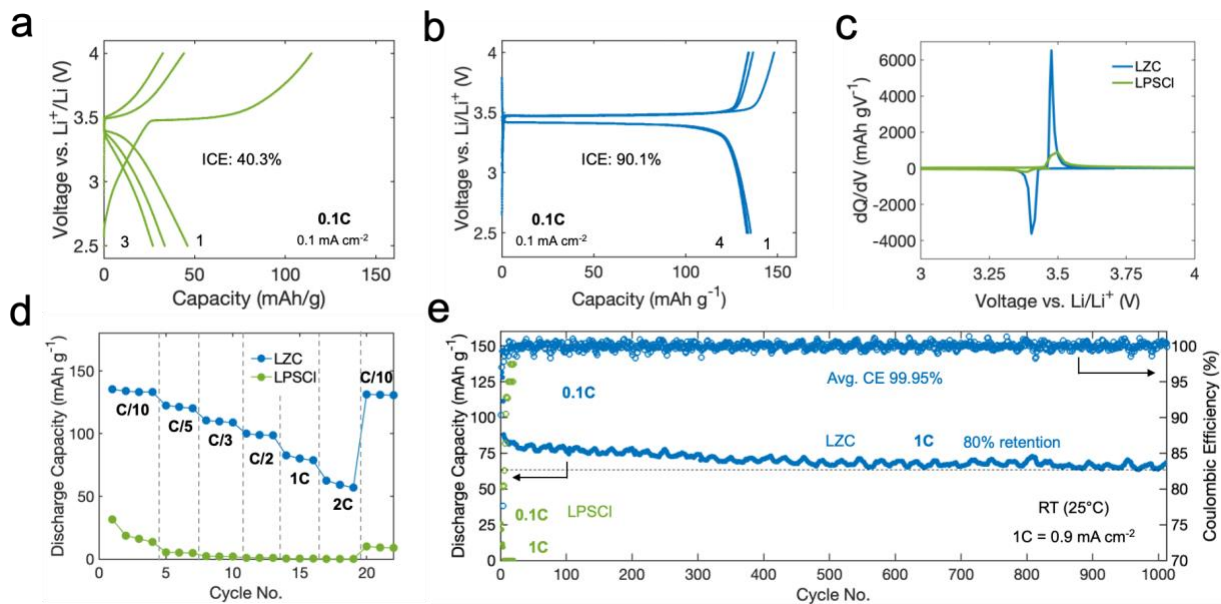 a
Voltage vs. Li⁺/Li (V)
4
3.5
3
2.5
ICE: 40.3%
0.1C
0.1 mA cm⁻²
3
1
0
50
100
150
Capacity (mAh/g)
b
Voltage vs. Li/Li⁺ (V)
4
3.5
3
2.5
ICE: 90.1%
0.1C
0.1 mA cm⁻²
4
1
0
50
100
150
Capacity (mAh g⁻¹)
c
dQ/dV (mAh gV⁻¹)
6000
4000
2000
0
-2000
-4000
LZC
LPSCl
3
3.25
3.5
3.75
4
Voltage vs. Li/Li⁺ (V)
d
Discharge Capacity (mAh g⁻¹)
150
100
50
0
LZC
LPSCI
C/10
C/5
C/3
C/2
1C
2C
C/10
0
5
10
15
20
Cycle No.
e
Discharge Capacity (mAh g⁻¹)
150
125
100
75
50
25
0
0.1C
Avg. CE 99.95%
LZC 1C 80% retention
0.1C LPSCI
1C
RT (25°C)
1C = 0.9 mA cm⁻²
100
95
90
85
80
75
70
Coulombic Efficiency (%)
0
100
200
300
400
500
600
700
800
900
1000
Cycle No.